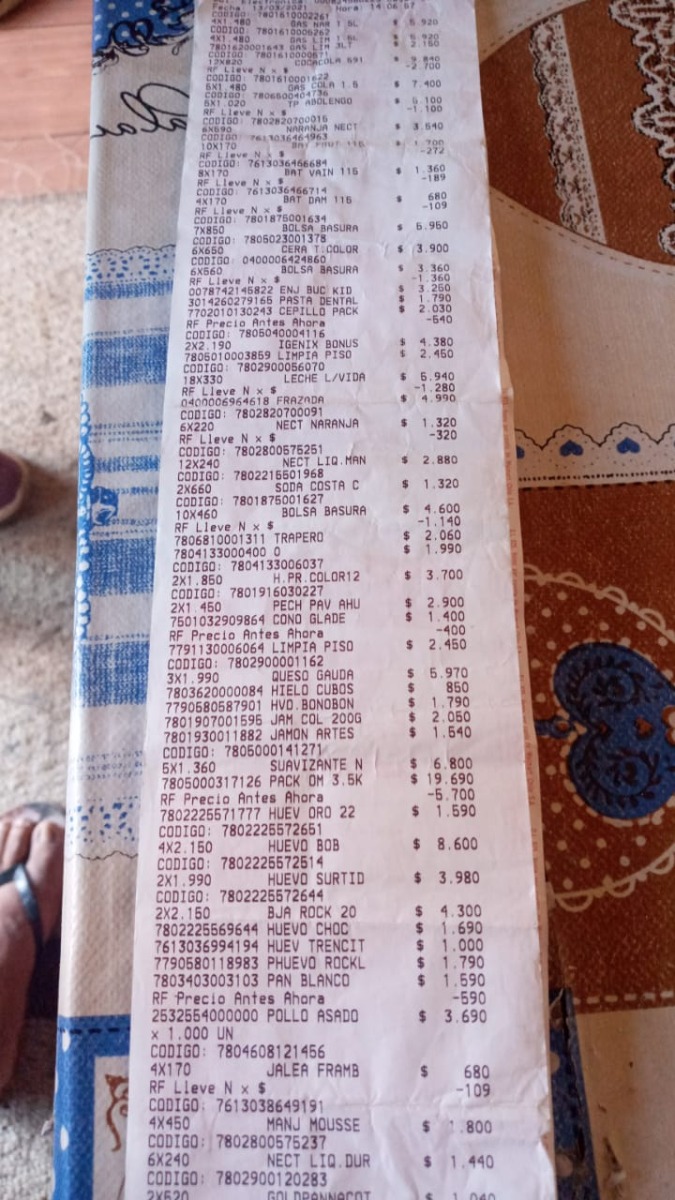 CODIGO: 7801610002261
4X1.480 GAS NAR 1.5L $ 5.920
CODIGO: 7801610005262
4X1.480 GAS LIM 1.5L $ 5.920
7801620001643 GAS LIM 3LT $ 2.150
CODIGO: 7801610000571
12X820 COCACOLA 591 $ 9.840
RF Lleve N x $ -2.700
CODIGO: 7801610001622
5X1.480 GAS COLA 1.5 $ 7.400
CODIGO: 7806500404736
5X1.020 TP ABOLENGO $ 5.100
RF Lleve N x $ -1.100
CODIGO: 7802820700015
6X590 NARANJA NECT $ 3.540
CODIGO: 7613036464963
10X170 $ 1.700
RF Lleve N x $ -272
CODIGO: 7613036466684
8X170 BAT VAIN 115 $ 1.360
RF Lleve N x $ -189
CODIGO: 7613036466714
4X170 BAT DAM 115 $ 680
RF Lleve N x $ -109
CODIGO: 7801875001634
7X850 BOLSA BASURA $ 5.950
CODIGO: 7805023001375
6X650 CERA T.COLOR $ 3.900
CODIGO: 0400006424860
6X560 BOLSA BASURA $ 3.360
RF Lleve N x $ -1.360
0078742145822 ENJ BUC KID $ 3.250
3014260279165 PASTA DENTAL $ 1.790
7702010130243 CEPILLO PACK $ 2.030
RF Precio Antes Ahora -540
CODIGO: 7805040004116
2X2.190 IGENIX BONUS $ 4.380
7805010003859 LIMPIA PISO $ 2.450
CODIGO: 7802900056070
18X330 LECHE L/VIDA $ 5.940
RF Lleve N x $ -1.280
0400006964618 FRAZADA $ 4.990
CODIGO: 7802820700091
6X220 NECT NARANJA $ 1.320
RF Lleve N x $ -320
CODIGO: 7802800575251
12X240 NECT LIQ.MAN $ 2.880
CODIGO: 7802215501968
2X660 SODA COSTA C $ 1.320
CODIGO: 7801875001627
10X460 BOLSA BASURA $ 4.600
RF Lleve N x $ -1.140
7806810001311 TRAPERO $ 2.060
7804133000400 O $ 1.990
CODIGO: 7804133006037
2X1.850 H.PR.COLOR12 $ 3.700
CODIGO: 7801916030227
2X1.450 PECH PAV AHU $ 2.900
7501032909864 CONO GLADE $ 1.400
RF Precio Antes Ahora -400
7791130006064 LIMPIA PISO $ 2.450
CODIGO: 7802900001162
3X1.990 QUESO GAUDA $ 5.970
7803620000084 HIELO CUBOS $ 850
7790580587901 HVO.BONOBON $ 1.790
7801907001595 JAM COL 200G $ 2.050
7801930011882 JAMON ARTES $ 1.540
CODIGO: 7805000141271
5X1.360 SUAVIZANTE N $ 6.800
7805000317126 PACK OM 3.5K $ 19.690
RF Precio Antes Ahora -5.700
7802225571777 HUEV ORO 22 $ 1.590
CODIGO: 7802225572651
4X2.150 HUEVO BOB $ 8.600
CODIGO: 7802225572514
2X1.990 HUEVO SURTID $ 3.980
CODIGO: 7802225572644
2X2.150 BJA ROCK 20 $ 4.300
7802225569644 HUEVO CHOC $ 1.690
7613036994194 HUEV TRENCIT $ 1.000
7790580118983 PHUEVO ROCKL $ 1.790
7803403003103 PAN BLANCO $ 1.590
RF Precio Antes Ahora -590
2532554000000 POLLO ASADO $ 3.690
x 1.000 UN
CODIGO: 7804608121456
4X170 JALEA FRAMB $ 680
RF Lleve N x $ -109
CODIGO: 7613038649191
4X450 MANJ MOUSSE $ 1.800
CODIGO: 7802800575237
6X240 NECT LIQ.DUR $ 1.440
CODIGO: 7802900120283
2X520 $